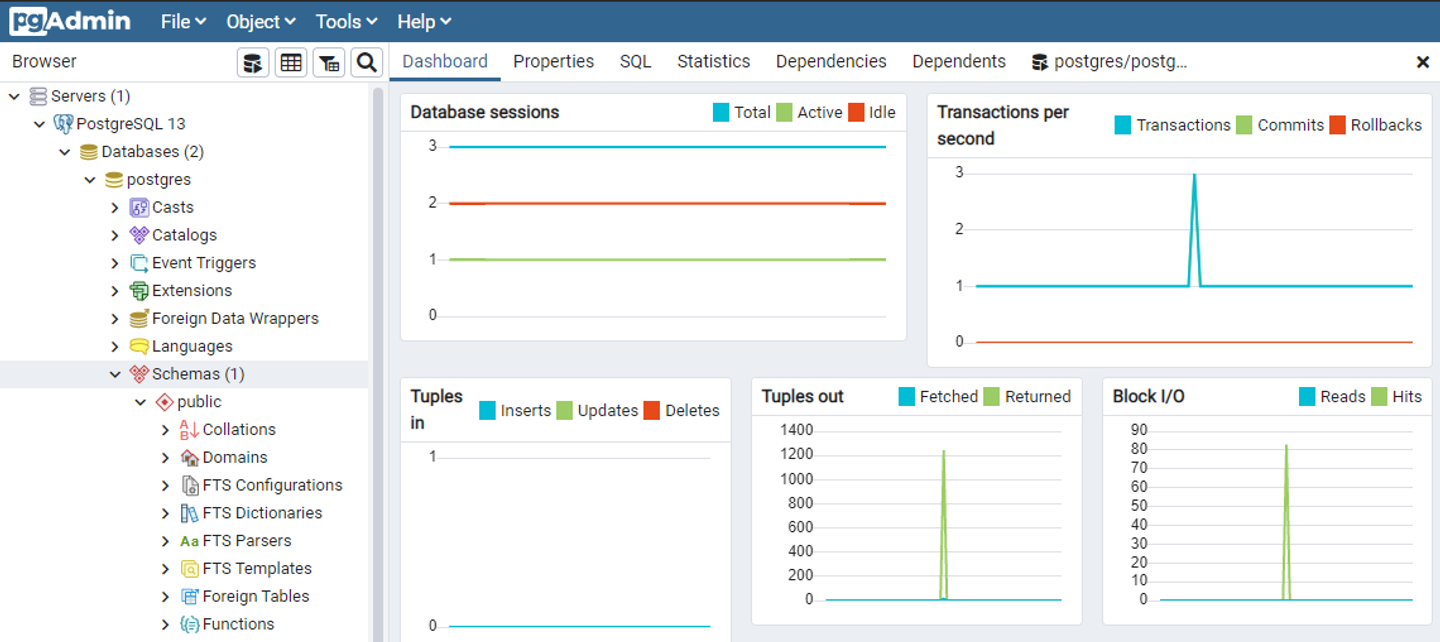 pgAdmin File Object Tools Help
Browser
Dashboard Properties SQL Statistics Dependencies Dependents postgres/postg...
Servers (1)
PostgreSQL 13
Databases (2)
postgres
Casts
Catalogs
Event Triggers
Extensions
Foreign Data Wrappers
Languages
Schemas (1)
public
Collations
Domains
FTS Configurations
FTS Dictionaries
Aa FTS Parsers
FTS Templates
Foreign Tables
Functions
Database sessions Total Active Idle
3
2
1
0
Transactions per
second
Transactions Commits Rollbacks
3
2
1
0
Tuples
in
Inserts Updates Deletes
1
0
Tuples out Fetched Returned
1400
1200
1000
800
600
400
200
0
Block I/O Reads Hits
90
80
70
60
50
40
30
20
10
0